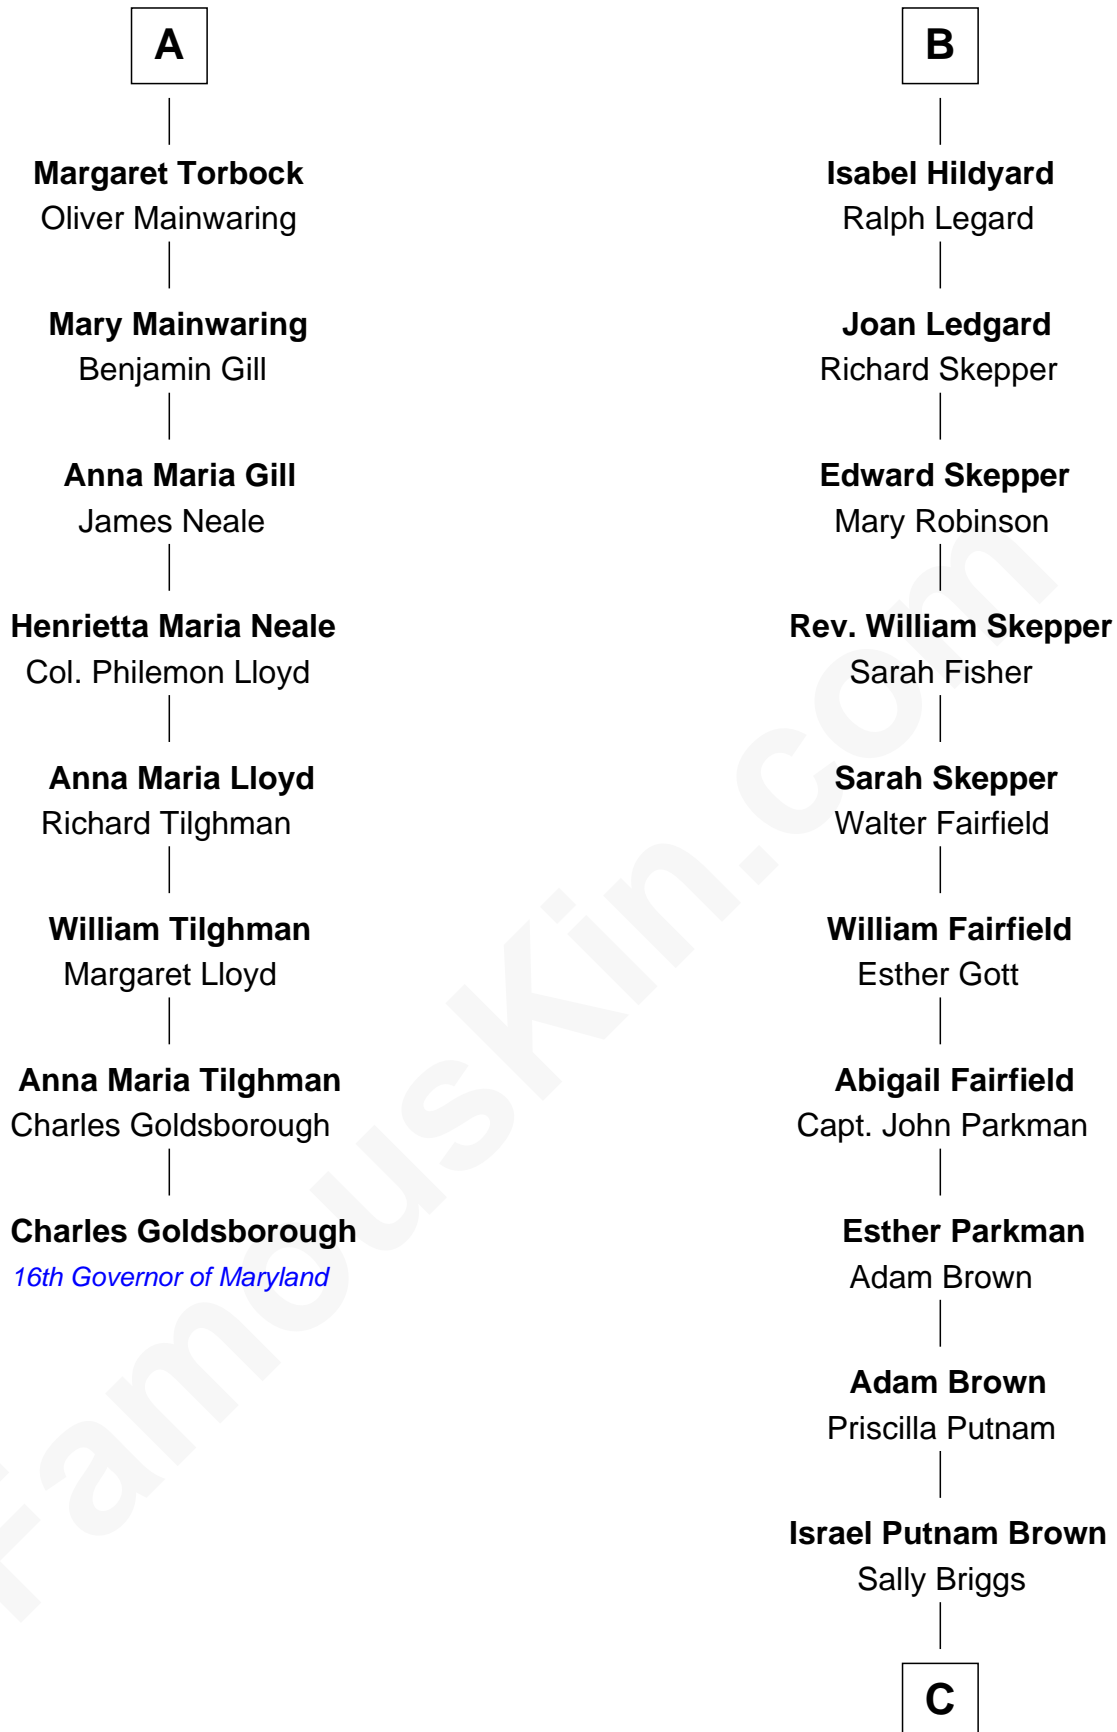 A
Margaret Torbock
Oliver Mainwaring
Mary Mainwaring
Benjamin Gill
Anna Maria Gill
James Neale
Henrietta Maria Neale
Col. Philemon Lloyd
Anna Maria Lloyd
Richard Tilghman
William Tilghman
Margaret Lloyd
Anna Maria Tilghman
Charles Goldsborough
Charles Goldsborough
16th Governor of Maryland
B
Isabel Hildyard
Ralph Legard
Joan Ledgard
Richard Skepper
Edward Skepper
Mary Robinson
Rev. William Skepper
Sarah Fisher
Sarah Skepper
Walter Fairfield
William Fairfield
Esther Gott
Abigail Fairfield
Capt. John Parkman
Esther Parkman
Adam Brown
Adam Brown
Priscilla Putnam
Israel Putnam Brown
Sally Briggs
C
FamousKin.com